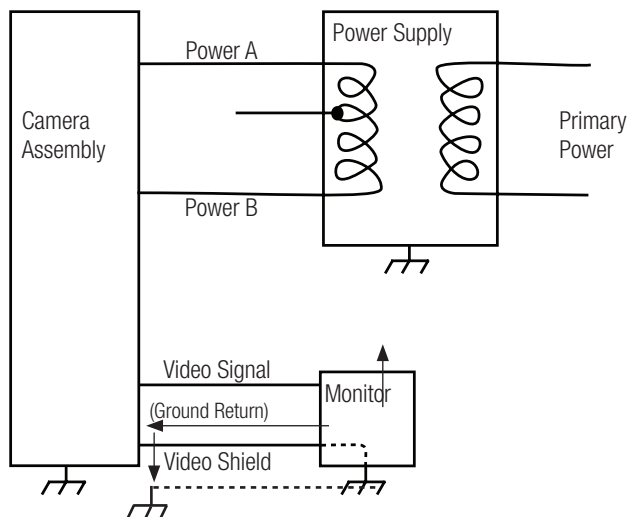 Power A
Power Supply
Camera
Assembly
Primary
Power
Power B
Video Signal
Monitor
(Ground Return)
Video Shield